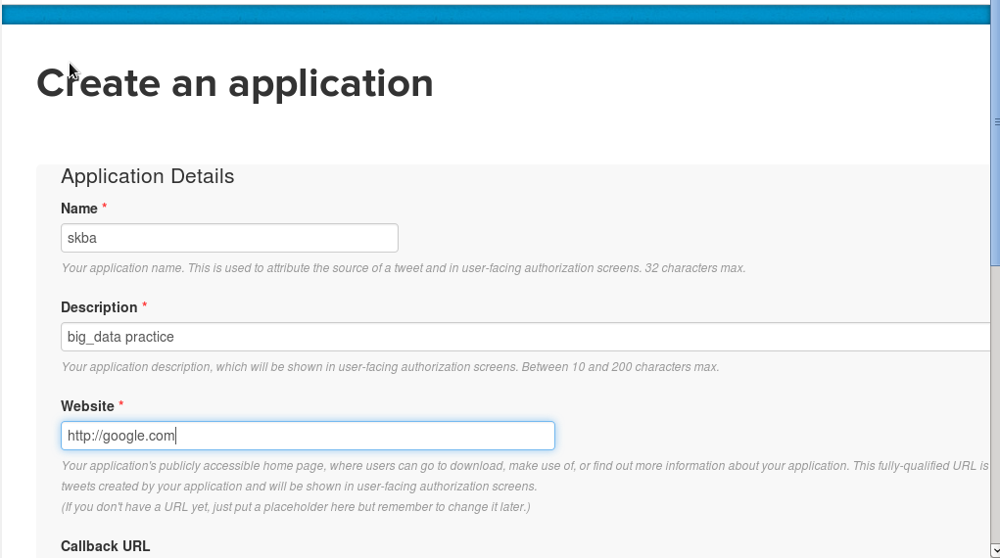 Create an application
Application Details
Name *
skba
Your application name. This is used to attribute the source of a tweet and in user-facing authorization screens. 32 characters max.
Description *
big_data practice
Your application description, which will be shown in user-facing authorization screens. Between 10 and 200 characters max.
Website *
http://google.com
Your application's publicly accessible home page, where users can go to download, make use of, or find out more information about your application. This fully-qualified URL is
tweets created by your application and will be shown in user-facing authorization screens.
(If you don't have a URL yet, just put a placeholder here but remember to change it later.)
Callback URL